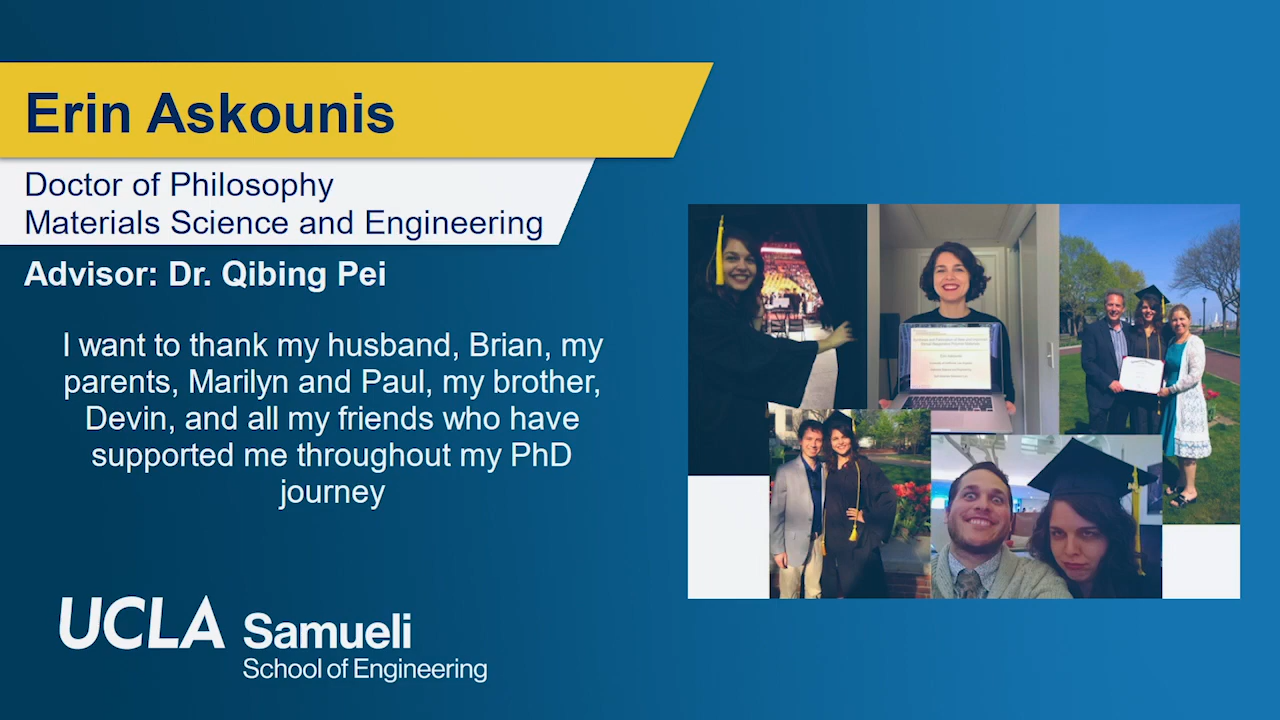 Erin Askounis
Doctor of Philosophy
Materials Science and Engineering
Advisor: Dr. Qibing Pei
I want to thank my husband, Brian, my
parents, Marilyn and Paul, my brother,
Devin, and all my friends who have
supported me throughout my PhD
journey
UCLA Samueli
School of Engineering